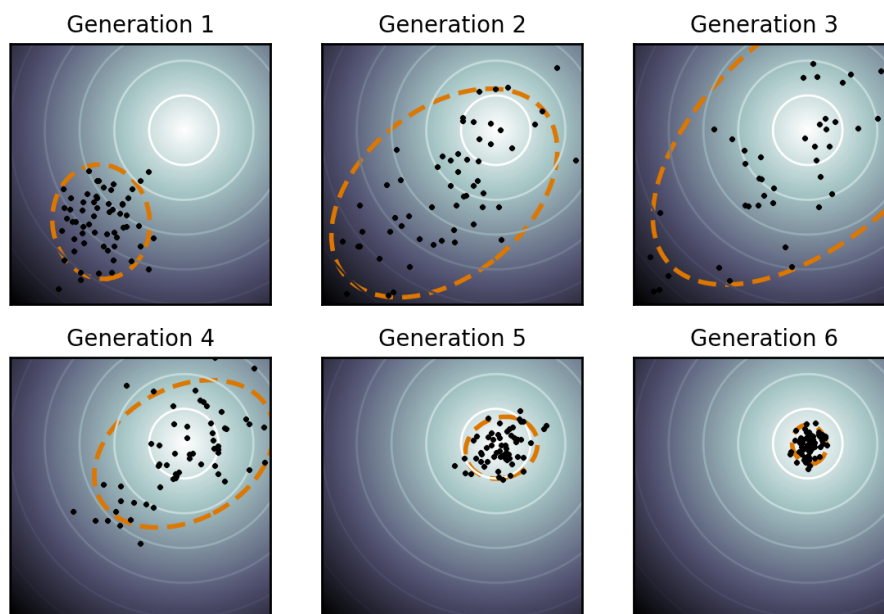 Generation 1
Generation 2
Generation 3
Generation 4
Generation 5
Generation 6